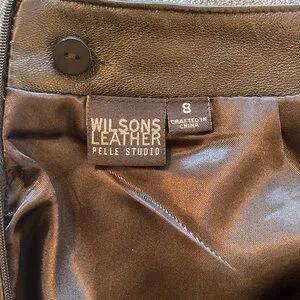 WILSONS
LEATHER
PELLE STUDIO
8
CRAFTED IN
CHINA